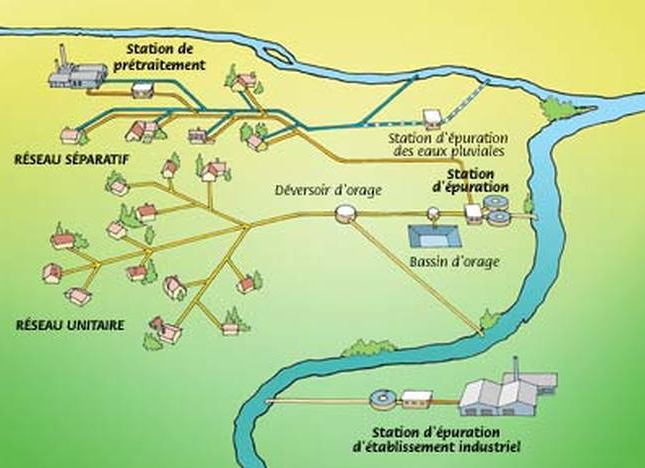 Station de
prétraitement
RÉSEAU SÉPARATIF
Station d'épuration
des eaux pluviales
Station
d'épuration
Déversoir d'orage
Bassin d'orage
RÉSEAU UNITAIRE
Station d'épuration
d'établissement industriel